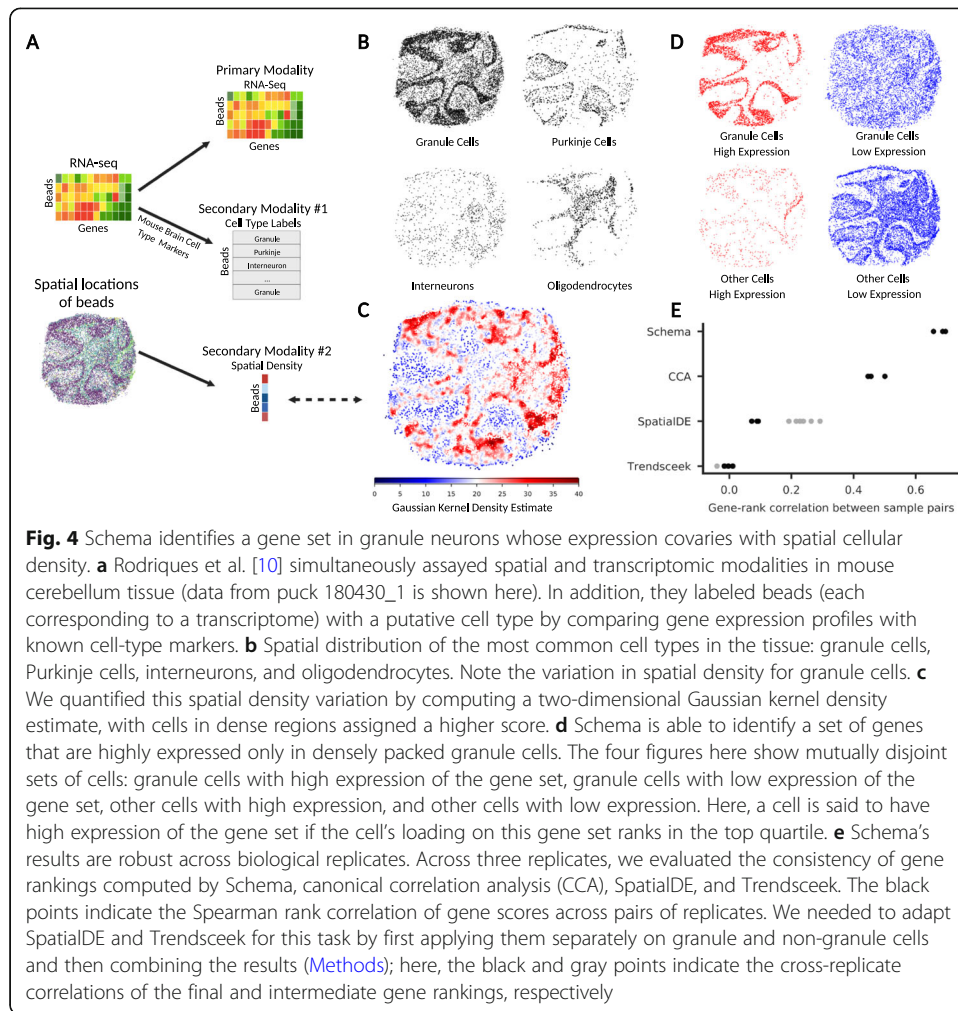 A
Primary Modality
RNA-Seq
Beads
Genes
RNA-seq
Beads
Genes
Mouse Brain Cell
Type Markers
Secondary Modality #1
Cell Type Labels
Beads
Granule
Purkinje
Interneuron
...
Granule
Spatial locations
of beads
Secondary Modality #2
Spatial Density
Beads
B
Granule Cells
Purkinje Cells
Interneurons
Oligodendrocytes
C
0 5 10 15 20 25 30 35 40
Gaussian Kernel Density Estimate
D
Granule Cells
High Expression
Granule Cells
Low Expression
Other Cells
High Expression
Other Cells
Low Expression
E
Schema
CCA
SpatialDE
Trendsceek
0.0 0.2 0.4 0.6
Gene-rank correlation between sample pairs
Fig. 4 Schema identifies a gene set in granule neurons whose expression covaries with spatial cellular
density. a Rodriques et al. [10] simultaneously assayed spatial and transcriptomic modalities in mouse
cerebellum tissue (data from puck 180430_1 is shown here). In addition, they labeled beads (each
corresponding to a transcriptome) with a putative cell type by comparing gene expression profiles with
known cell-type markers. b Spatial distribution of the most common cell types in the tissue: granule cells,
Purkinje cells, interneurons, and oligodendrocytes. Note the variation in spatial density for granule cells. c
We quantified this spatial density variation by computing a two-dimensional Gaussian kernel density
estimate, with cells in dense regions assigned a higher score. d Schema is able to identify a set of genes
that are highly expressed only in densely packed granule cells. The four figures here show mutually disjoint
sets of cells: granule cells with high expression of the gene set, granule cells with low expression of the
gene set, other cells with high expression, and other cells with low expression. Here, a cell is said to have
high expression of the gene set if the cell's loading on this gene set ranks in the top quartile. e Schema's
results are robust across biological replicates. Across three replicates, we evaluated the consistency of gene
rankings computed by Schema, canonical correlation analysis (CCA), SpatialDE, and Trendsceek. The black
points indicate the Spearman rank correlation of gene scores across pairs of replicates. We needed to adapt
SpatialDE and Trendsceek for this task by first applying them separately on granule and non-granule cells
and then combining the results (Methods); here, the black and gray points indicate the cross-replicate
correlations of the final and intermediate gene rankings, respectively